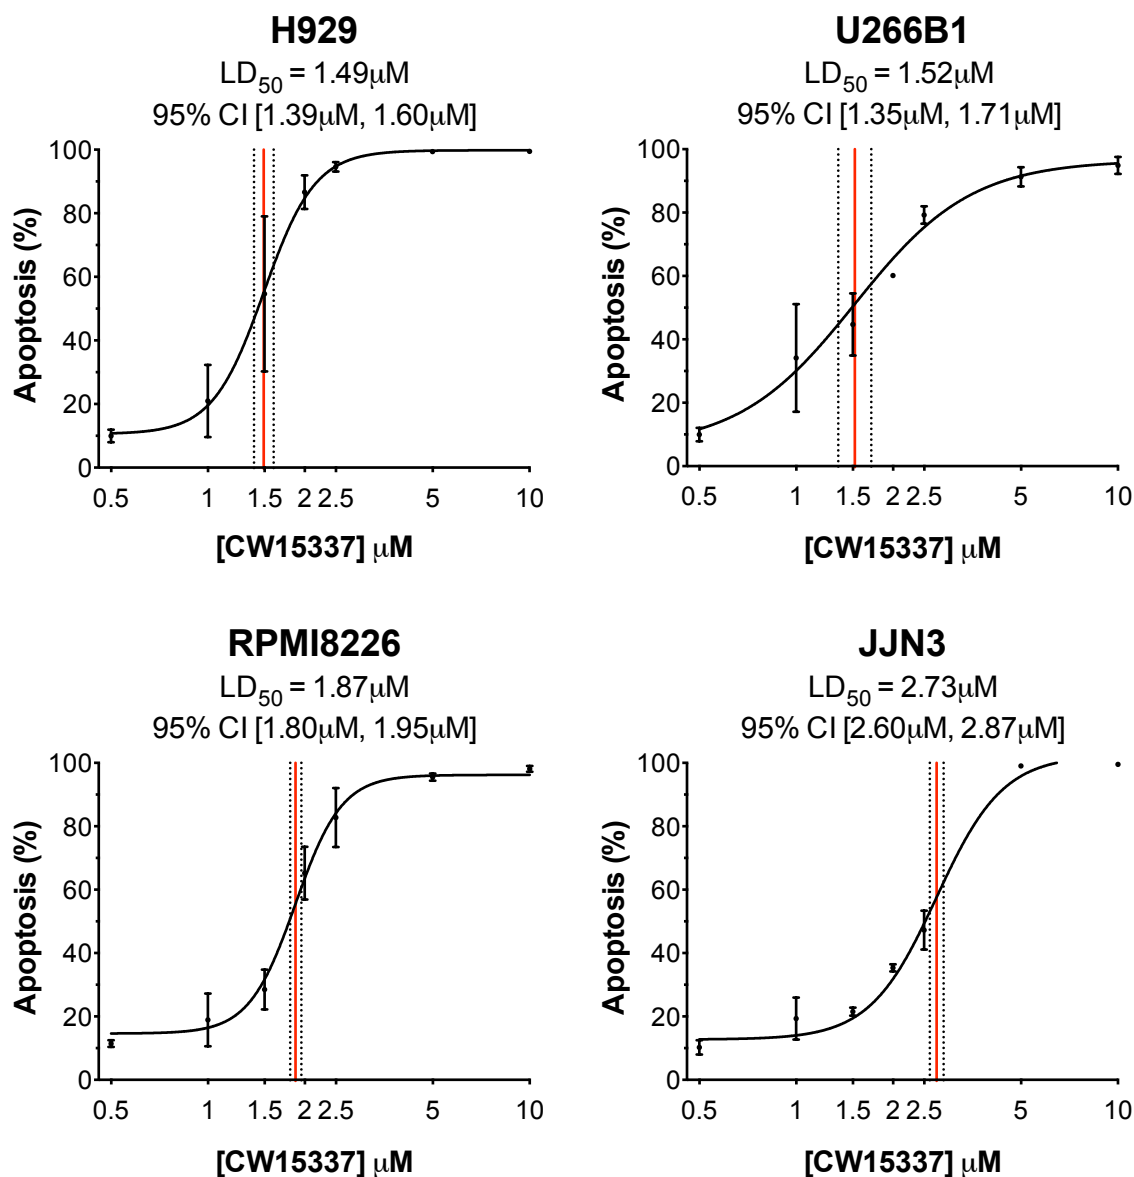 H929
LD50 = 1.49μM
95% CI [1.39μM, 1.60μM]
Apoptosis (%)
100
80
60
40
20
0
0.5 1 1.5 2 2.5 5 10
[CW15337] μM
U266B1
LD50 = 1.52μM
95% CI [1.35μM, 1.71μM]
Apoptosis (%)
100
80
60
40
20
0
0.5 1 1.5 2 2.5 5 10
[CW15337] μM
RPMI8226
LD50 = 1.87μM
95% CI [1.80μM, 1.95μM]
Apoptosis (%)
100
80
60
40
20
0
0.5 1 1.5 2 2.5 5 10
[CW15337] μM
JJN3
LD50 = 2.73μM
95% CI [2.60μM, 2.87μM]
Apoptosis (%)
100
80
60
40
20
0
0.5 1 1.5 2 2.5 5 10
[CW15337] μM